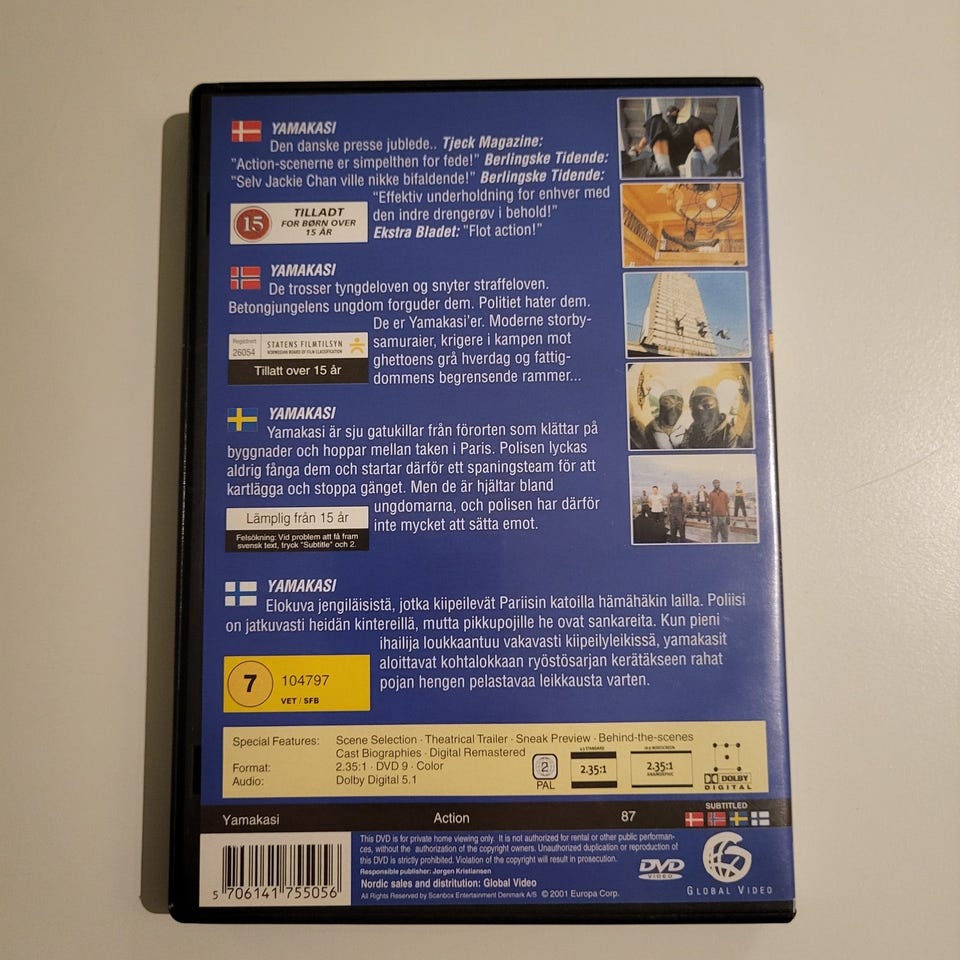 YAMAKASI
Den danske presse jublede.. Tjeck Magazine:
"Action-scenerne er simpelthen for fede!" Berlingske Tidende:
"Selv Jackie Chan ville nikke bifaldende!" Berlingske Tidende:
"Effektiv underholdning for enhver med
den indre drengerøv i behold!"
Ekstra Bladet: "Flot action!"
15
TILLADT
FOR BØRN OVER
15 ÅR
YAMAKASI
De trosser tyngdeloven og snyter straffeloven.
Betongjungelens ungdom forguder dem. Politiet hater dem.
De er Yamakasi'er. Moderne storby-
samuraier, krigere i kampen mot
ghettoens grå hverdag og fattig-
dommens begrensende rammer...
Registrert
26054
STATENS FILMTILSYN
NORWEGIAN BOARD OF FILM CLASSIFICATION
Tillatt over 15 år
YAMAKASI
Yamakasi är sju gatukillar från förorten som klättar på
byggnader och hoppar mellan taken i Paris. Polisen lyckas
aldrig fånga dem och startar därför ett spaningsteam för att
kartlägga och stoppa gänget. Men de är hjältar bland
ungdomarna, och polisen har därför
inte mycket att sätta emot.
Lämplig från 15 år
Felsökning: Vid problem att få fram
svensk text, tryck "Subtitle" och 2.
YAMAKASI
Elokuva jengiläisistä, jotka kiipeilevät Pariisin katoilla hämähäkin lailla. Poliisi
on jatkuvasti heidän kintereillä, mutta pikkupojille he ovat sankareita. Kun pieni
ihailija loukkaantuu vakavasti kiipeilyleikissä, yamakasit
aloittavat kohtalokkaan ryöstösarjan kerätäkseen rahat
pojan hengen pelastavaa leikkausta varten.
7
104797
VET / SFB
Special Features: Scene Selection · Theatrical Trailer · Sneak Preview · Behind-the-scenes
Cast Biographies · Digital Remastered
Format: 2.35:1 · DVD 9 · Color
Audio: Dolby Digital 5.1
2
PAL
4:3 STANDARD
2.35:1
16:9 WIDESCREEN
2.35:1
ANAMORPHIC
DOLBY
DIGITAL
Yamakasi Action 87
SUBTITLED
5 706141 755056
This DVD is for private home viewing only. It is not authorized for rental or other public performan-
ces, without the authorization of the copyright owners. Unauthorized duplication or reproduction of
this DVD is strictly prohibited. Violation of the copyright will result in prosecution.
Responsible publisher: Jørgen Kristiansen
Nordic sales and distritution: Global Video
All Rights Reserved by Scanbox Entertainment Denmark A/S © 2001 Europa Corp.
DVD
VIDEO
GLOBAL VIDEO